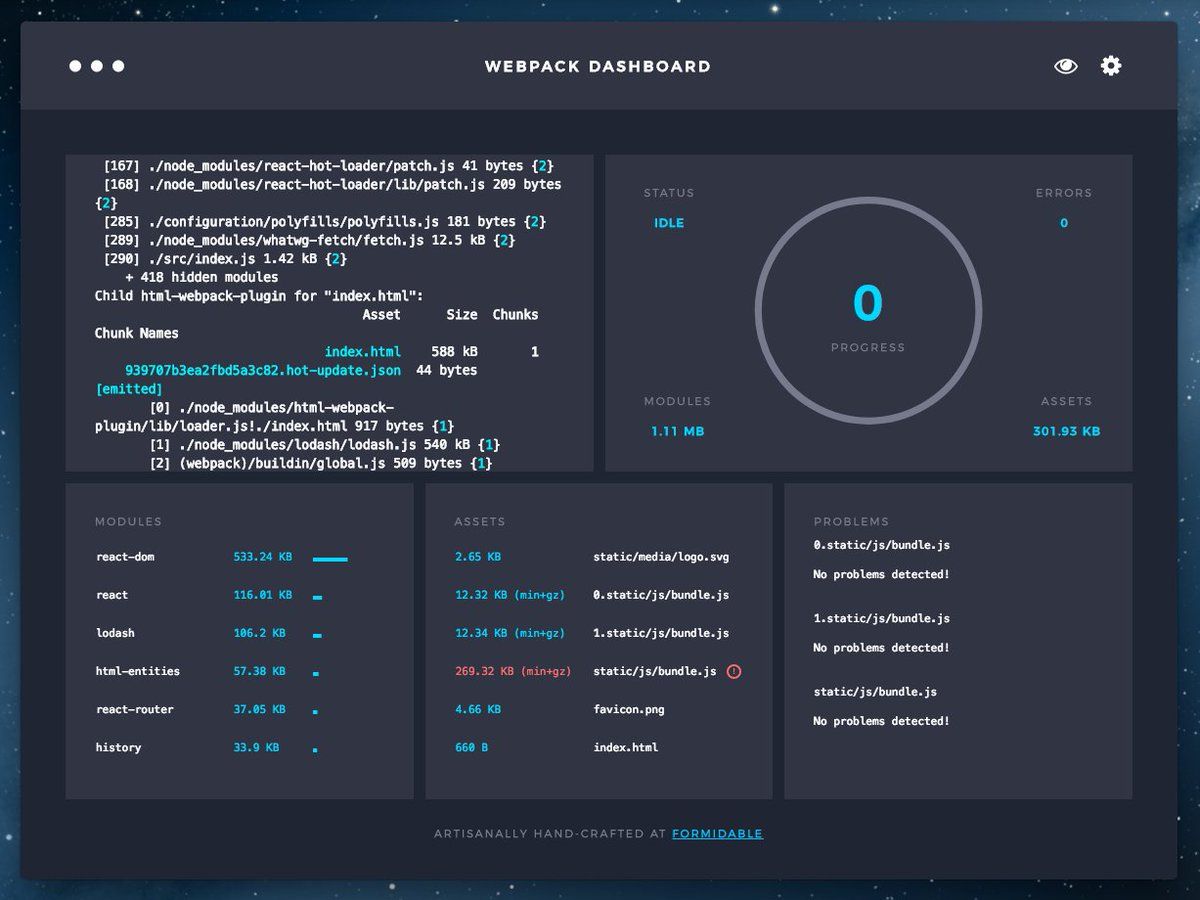 WEBPACK DASHBOARD
[167] ./node_modules/react-hot-loader/patch.js 41 bytes {2}
[168] ./node_modules/react-hot-loader/lib/patch.js 209 bytes
{2}
[285] ./configuration/polyfills/polyfills.js 181 bytes {2}
[289] ./node_modules/whatwg-fetch/fetch.js 12.5 kB {2}
[290] ./src/index.js 1.42 kB {2}
+ 418 hidden modules
Child html-webpack-plugin for "index.html":
Asset Size Chunks
Chunk Names
index.html 588 kB 1
939707b3ea2fbd5a3c82.hot-update.json 44 bytes
[emitted]
[0] ./node_modules/html-webpack-
plugin/lib/loader.js!./index.html 917 bytes {1}
[1] ./node_modules/lodash/lodash.js 540 kB {1}
[2] (webpack)/buildin/global.js 509 bytes {1}
STATUS
IDLE
ERRORS
0
0
PROGRESS
MODULES
1.11 MB
ASSETS
301.93 KB
MODULES
react-dom 533.24 KB
react 116.01 KB
lodash 106.2 KB
html-entities 57.38 KB
react-router 37.05 KB
history 33.9 KB
ASSETS
2.65 KB static/media/logo.svg
12.32 KB (min+gz) 0.static/js/bundle.js
12.34 KB (min+gz) 1.static/js/bundle.js
269.32 KB (min+gz) static/js/bundle.js
4.66 KB favicon.png
660 B index.html
PROBLEMS
0.static/js/bundle.js
No problems detected!
1.static/js/bundle.js
No problems detected!
static/js/bundle.js
No problems detected!
ARTISANALLY HAND-CRAFTED AT FORMIDABLE